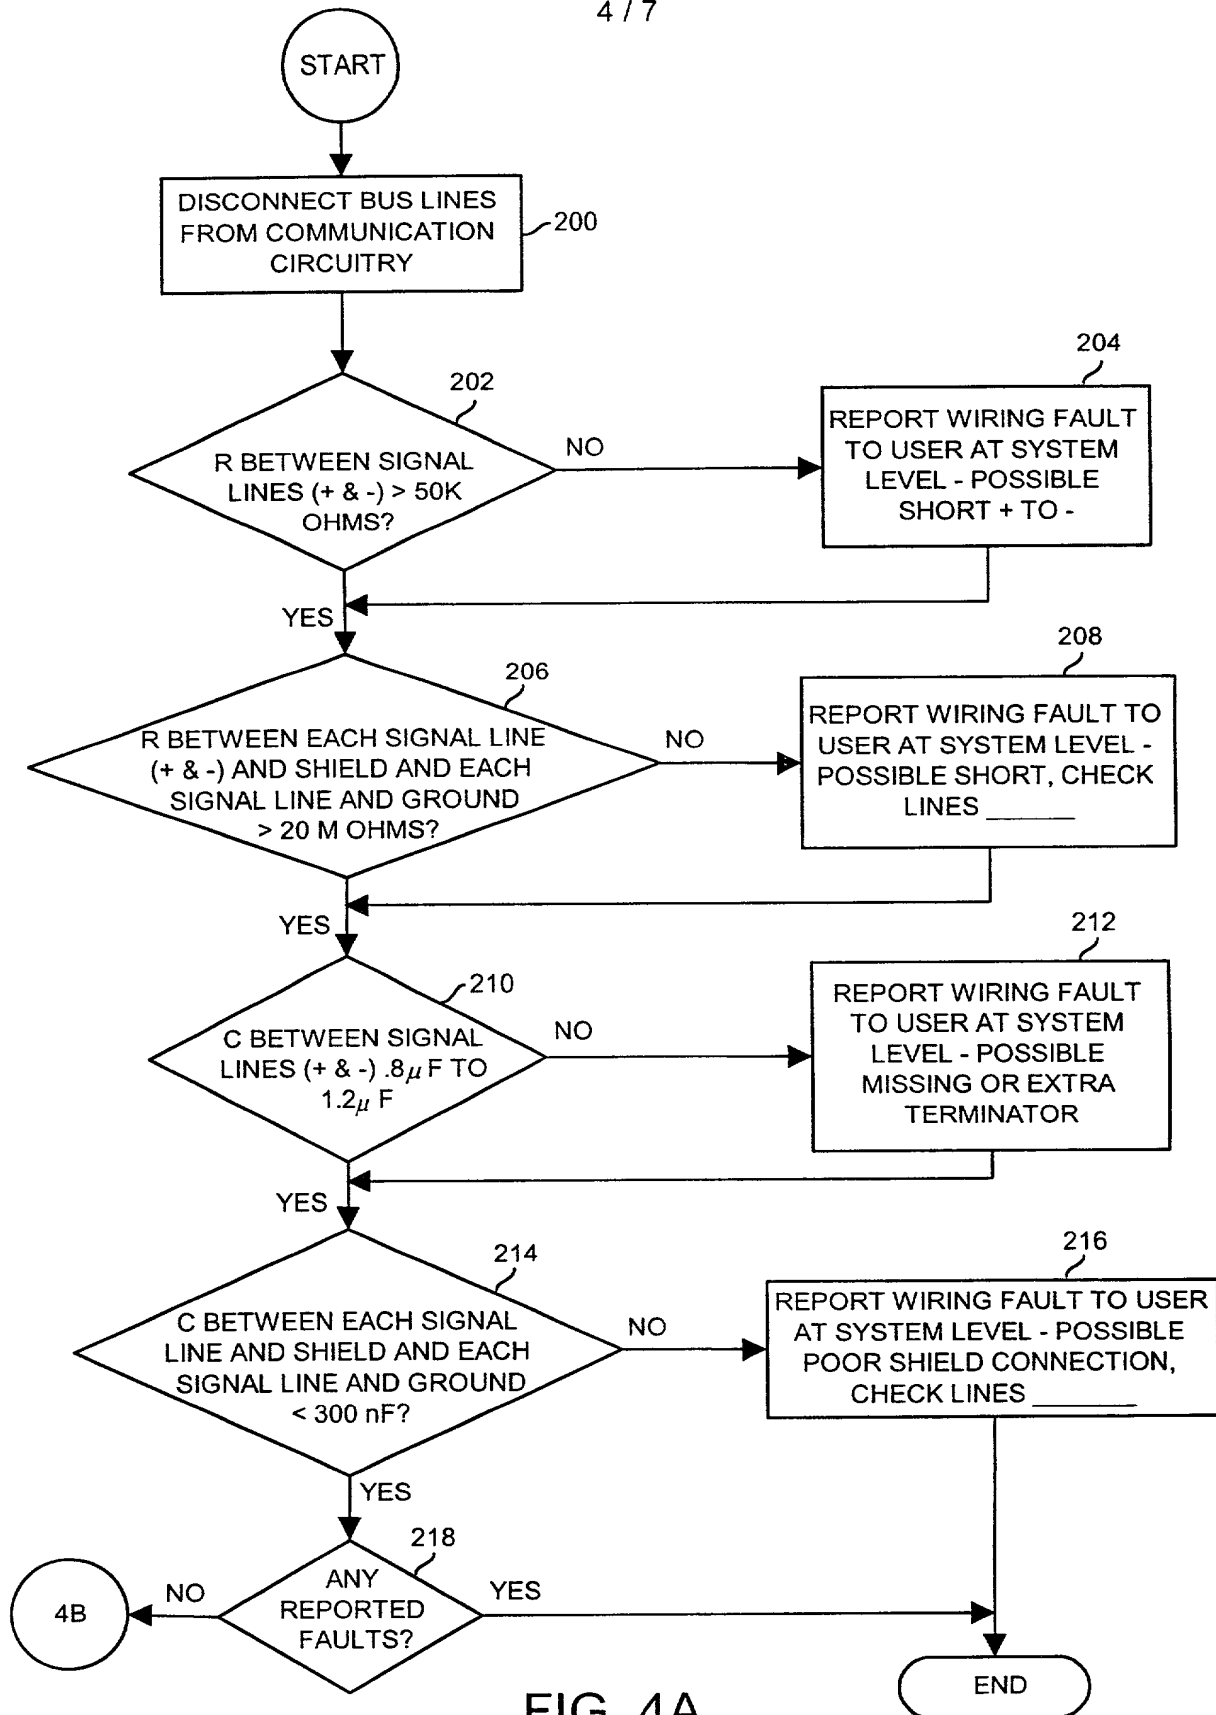 4 / 7
START
DISCONNECT BUS LINES
FROM COMMUNICATION
CIRCUITRY
200
202
R BETWEEN SIGNAL
LINES (+ & -) > 50K
OHMS?
NO
204
REPORT WIRING FAULT
TO USER AT SYSTEM
LEVEL - POSSIBLE
SHORT + TO -
YES
206
R BETWEEN EACH SIGNAL LINE
(+ & -) AND SHIELD AND EACH
SIGNAL LINE AND GROUND
> 20 M OHMS?
NO
208
REPORT WIRING FAULT TO
USER AT SYSTEM LEVEL -
POSSIBLE SHORT, CHECK
LINES ______
YES
210
C BETWEEN SIGNAL
LINES (+ & -) .8μ F TO
1.2μ F
NO
212
REPORT WIRING FAULT
TO USER AT SYSTEM
LEVEL - POSSIBLE
MISSING OR EXTRA
TERMINATOR
YES
214
C BETWEEN EACH SIGNAL
LINE AND SHIELD AND EACH
SIGNAL LINE AND GROUND
< 300 nF?
NO
216
REPORT WIRING FAULT TO USER
AT SYSTEM LEVEL - POSSIBLE
POOR SHIELD CONNECTION,
CHECK LINES _______
YES
218
ANY
REPORTED
FAULTS?
NO
4B
YES
END
FIG. 4A